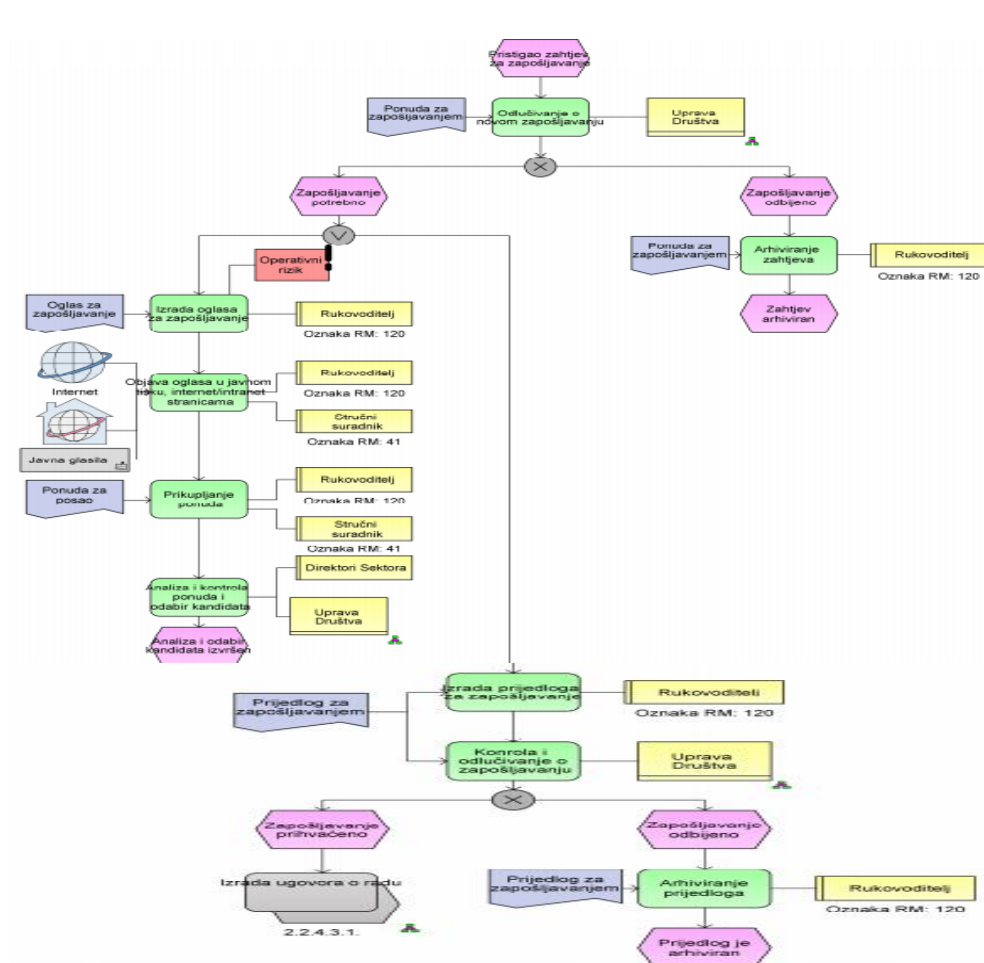 Pristigao zahtjev
za zapošljavanje
Ponuda za
zapošljavanjem
Odlučivanje o
novom zapošljavanju
Uprava
Društva
Zapošljavanje
potrebno
Zapošljavanje
odbijeno
Operativni
rizik
Ponuda za
zapošljavanjem
Arhiviranje
zahtjeva
Rukovoditelj
Oznaka RM: 120
Oglas za
zapošljavanje
Izrada oglasa
za zapošljavanje
Rukovoditelj
Oznaka RM: 120
Zahtjev
arhiviran
Internet
Objava oglasa u javnom
tisku, internet/intranet
stranicama
Rukovoditelj
Oznaka RM: 120
Stručni
suradnik
Oznaka RM: 41
Javna glasila
Ponuda za
posao
Prikupljanje
ponuda
Rukovoditelj
Oznaka RM: 120
Stručni
suradnik
Oznaka RM: 41
Analiza i kontrola
ponuda i
odabir kandidata
Direktori Sektora
Uprava
Društva
Analiza i odabir
kandidata izvršen
Prijedlog za
zapošljavanjem
Izrada prijedloga
za zapošljavanje
Rukovoditelj
Oznaka RM: 120
Konrola i
odlučivanje o
zapošljavanju
Uprava
Društva
Zapošljavanje
prihvaćeno
Zapošljavanje
odbijeno
Izrada ugovora o radu
2.2.4.3.1.
Prijedlog za
zapošljavanjem
Arhiviranje
prijedloga
Rukovoditelj
Oznaka RM: 120
Prijedlog je
arhiviran